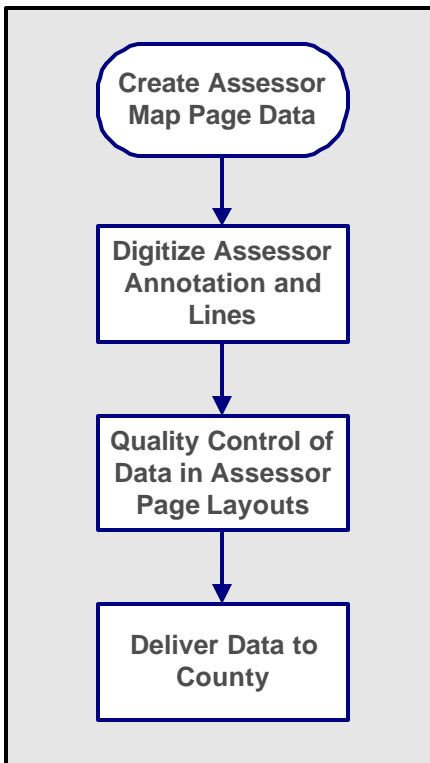 Create Assessor
Map Page Data
Digitize Assessor
Annotation and
Lines
Quality Control of
Data in Assessor
Page Layouts
Deliver Data to
County